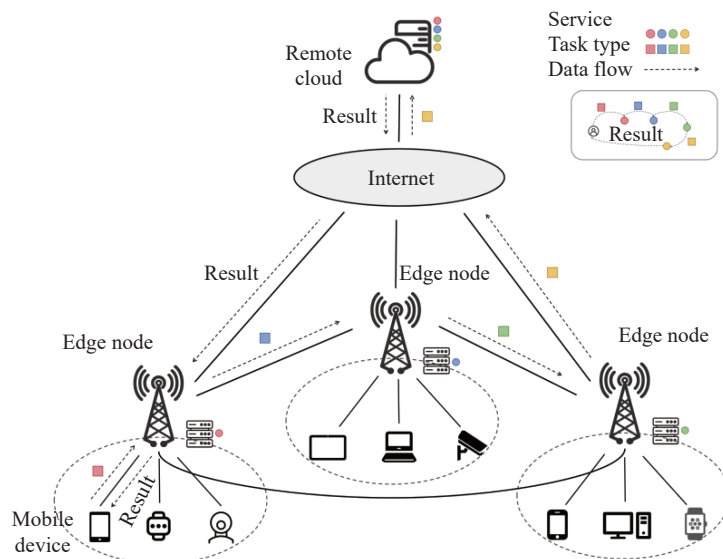 Service
Task type
Data flow
Result
Remote
cloud
Result
Internet
Result
Edge node
Edge node
Edge node
Result
Mobile
device